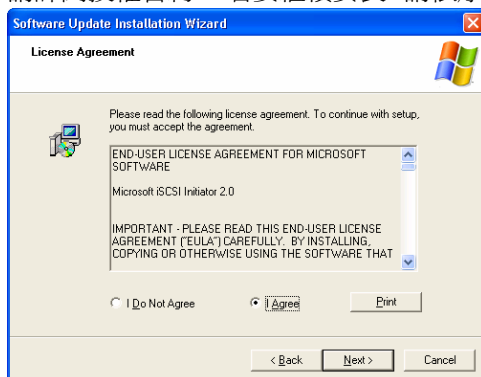 Software Update Installation Wizard
License Agreement
Please read the following license agreement. To continue with setup,
you must accept the agreement.
END-USER LICENSE AGREEMENT FOR MICROSOFT
SOFTWARE
Microsoft iSCSI Initiator 2.0
IMPORTANT - PLEASE READ THIS END-USER LICENSE
AGREEMENT ("EULA") CAREFULLY. BY INSTALLING,
COPYING OR OTHERWISE USING THE SOFTWARE THAT
I Do Not Agree
I Agree
Print
< Back
Next >
Cancel